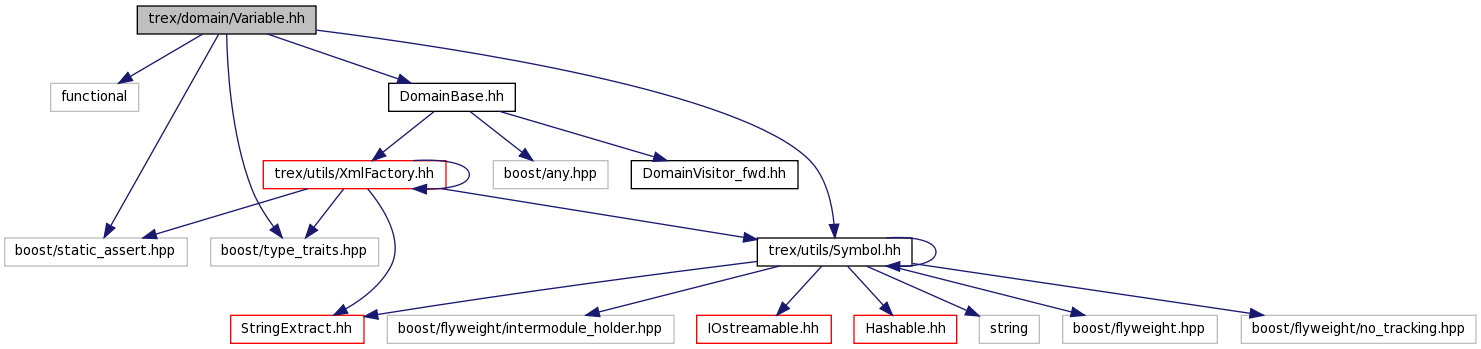 trex/domain/Variable.hh
functional
DomainBase.hh
trex/utils/XmlFactory.hh
boost/any.hpp
DomainVisitor_fwd.hh
boost/static_assert.hpp
boost/type_traits.hpp
trex/utils/Symbol.hh
StringExtract.hh
boost/flyweight/intermodule_holder.hpp
IOstreamable.hh
Hashable.hh
string
boost/flyweight.hpp
boost/flyweight/no_tracking.hpp